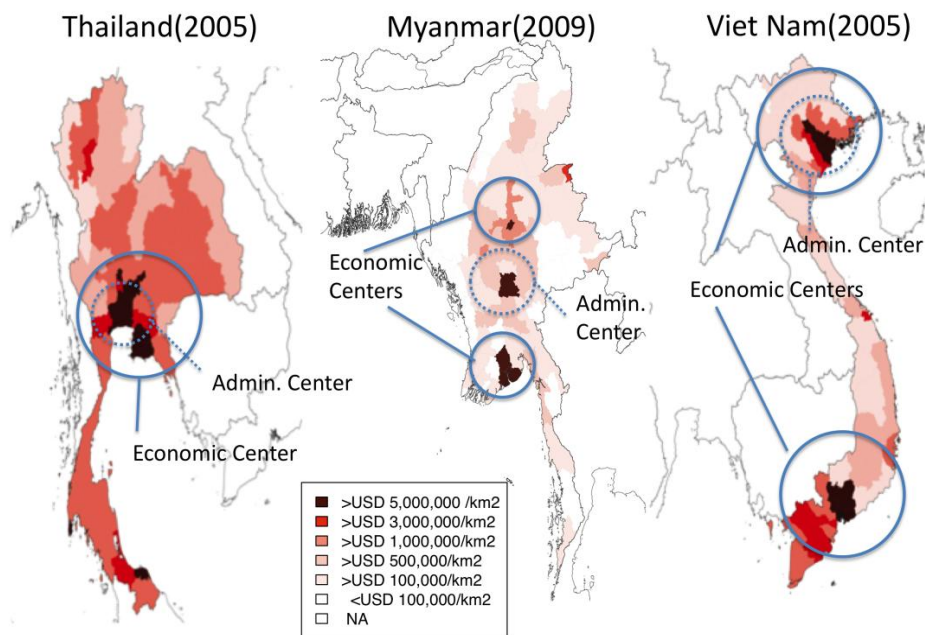 Thailand(2005)
Myanmar(2009)
Viet Nam(2005)
Admin. Center
Economic Center
Economic
Centers
Admin.
Center
Admin. Center
Economic Centers
>USD 5,000,000 /km2
>USD 3,000,000/km2
>USD 1,000,000/km2
>USD 500,000/km2
>USD 100,000/km2
<USD 100,000/km2
NA